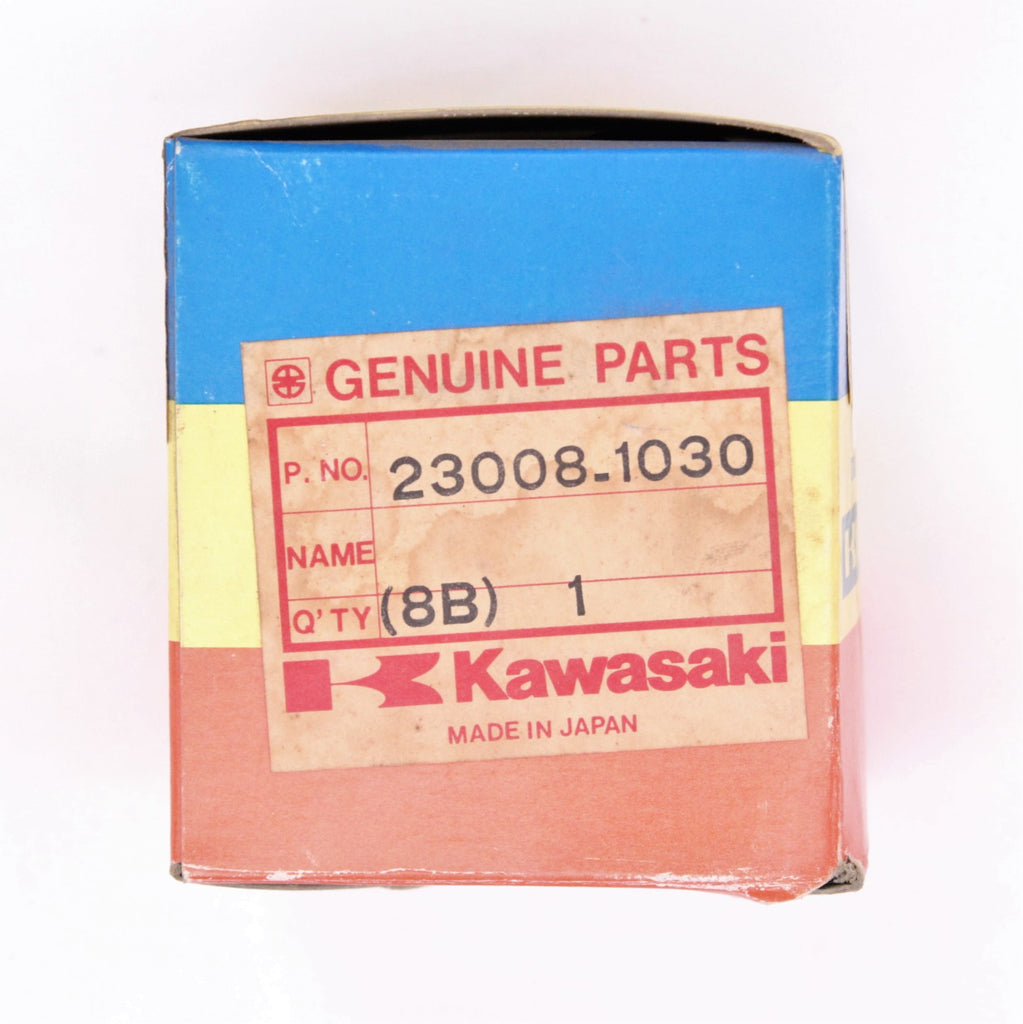 GENUINE PARTS
P. NO. 23008-1030
NAME
Q'TY (8B) 1
Kawasaki
MADE IN JAPAN